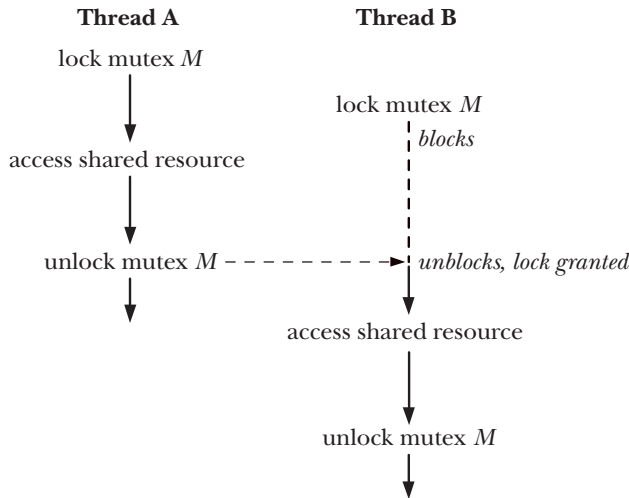 Thread A
Thread B
lock mutex M
lock mutex M
blocks
access shared resource
unlock mutex M
unblocks, lock granted
access shared resource
unlock mutex M